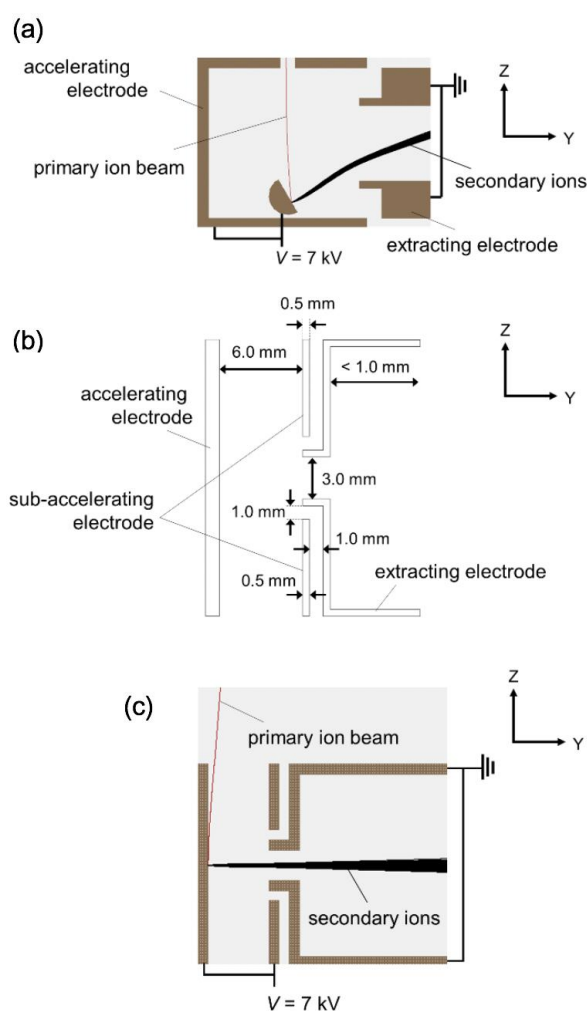 (a)
accelerating
electrode
primary ion beam
Z
Y
secondary ions
extracting electrode
V = 7 kV
0.5 mm
(b)
6.0 mm
< 1.0mm
Z
Y
accelerating
electrode
3.0 mm
sub-accelerating
electrode
1.0 mm
1.0 mm
0.5 mm
extracting electrode
(c)
primary ion beam
Z
Y
secondary ions
V = 7 kV